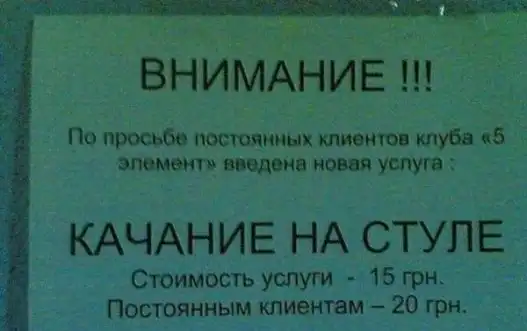 ВНИМАНИЕ !!!
По просьбе постоянных клиентов клуба «5
элемент» введена новая услуга :
КАЧАНИЕ НА СТУЛЕ
Стоимость услуги - 15 грн.
Постоянным клиентам – 20 грн.